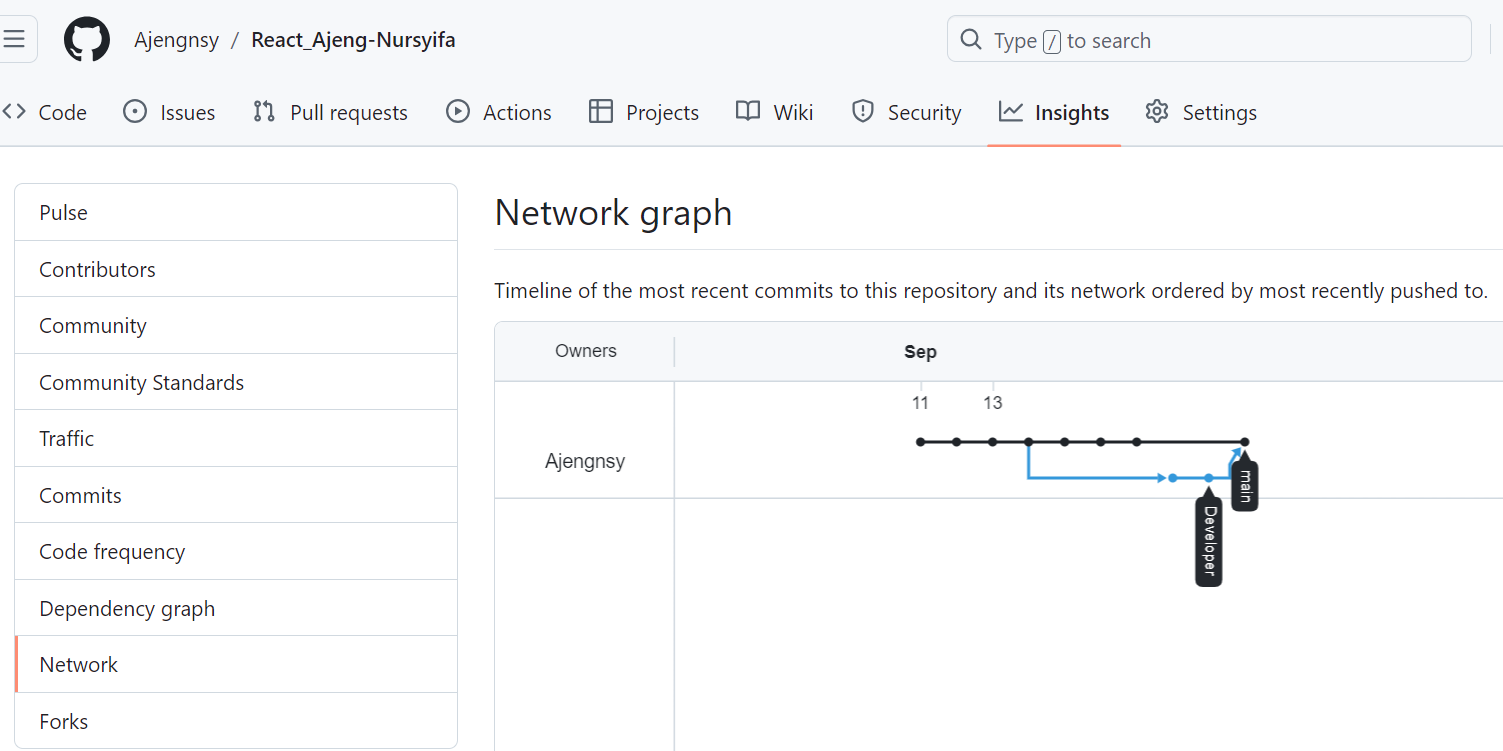 Ajengnsy / React_Ajeng-Nursyifa
Type / to search
Code Issues Pull requests Actions Projects Wiki Security Insights Settings
Pulse
Contributors
Community
Community Standards
Traffic
Commits
Code frequency
Dependency graph
Network
Forks
Network graph
Timeline of the most recent commits to this repository and its network ordered by most recently pushed to.
Owners Sep
11 13
Ajengnsy
main
Developer